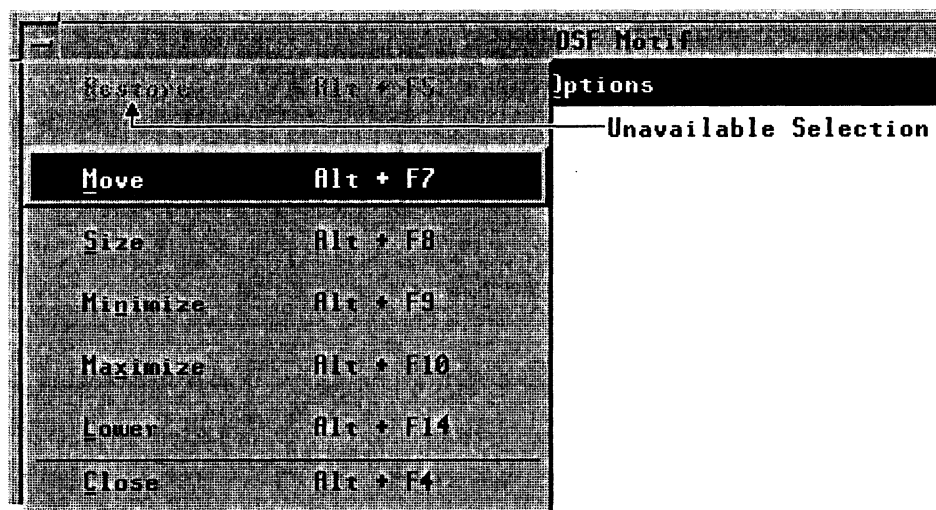 OSF Motif
Restore Alt + F5
Options
Unavailable Selection
Move Alt + F7
Size Alt + F8
Minimize Alt + F9
Maximize Alt + F10
Lower Alt + F14
Close Alt + F4